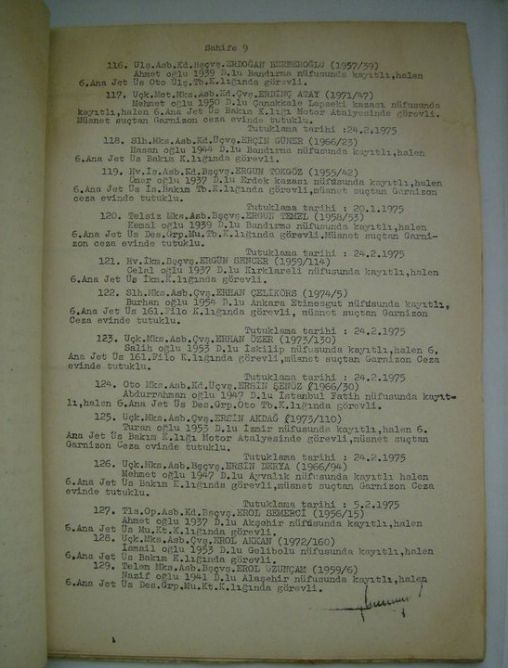 Sahife 9
116. Ulş.Asb.Kd.Bşçvş.ERDOĞAN BERBEROĞLU (1957/39)
Ahmet oğlu 1939 D.lu Bandırma nüfusunda kayıtlı,halen
6.Ana Jet Üs Oto Ulş.Tb.K.lığında görevli.
117. Uçk.Mot.Mks.Asb.Kd.Çvş.ERDİNÇ ATAY (1971/47)
Mehmet oğlu 1950 D.lu Çanakkale Lapseki kazası nüfusunda
kayıtlı,halen 6.Ana Jet Üs Bakım K.lığı Motor Atalyesinde görevli.
Müsnet suçtan Garnizon ceza evinde tutuklu.
Tutuklama tarihi :24.2.1975
118. Slh.Mks.Asb.Kd.Üçvş.ERÇİN GÜNER (1966/23)
Hasan oğlu 1944 D.lu Bandırma nüfusunda kayıtlı,halen
6.Ana Jet Üs Bakım K.lığında görevli.
119. Hv.İs.Asb.Kd.Bşçvş.ERGUN TOKGÖZ (1955/42)
Ömer oğlu 1937 D.lu Erdek kazası nüfusunda kayıtlı,halen
6.Ana Jet Üs İs.Bakım Tb.K.lığında görevli,müsnet suçtan Garnizon
ceza evinde tutuklu.
Tutuklama tarihi : 20.1.1975
120. Telsiz Mks.Asb.Bşçvş.ERGUN TEMEL (1958/53)
Kemal oğlu 1939 D.lu Bandırma nüfusunda kayıtlı,halen
6.Ana Jet Üs Des.Grp.Mu.Tb.K.lığında görevli.Müsnet suçtan Garni-
zon ceza evinde tutuklu.
Tutuklama tarihi : 24.2.1975
121. Hv.İkm.Bşçvş.ERGÜN SENCER (1959/114)
Celal oğlu 1937 D.lu Kırklareli nüfusunda kayıtlı,halen
6.Ana Jet Üs İkm.K.lığında görevli.
122. Slh.Mks.Asb.Çvş.ERHAN ÇELİKÖRS (1974/5)
Burhan oğlu 1954 D.lu Ankara Etimesgut nüfusunda kayıtlı,
6.Ana Jet Üs 161.Filo K.lığında görevli, müsnet suçtan Garnizon
Ceza evinde tutuklu.
Tutuklama tarihi : 24.2.1975
123. Uçk.Mks.Asb.Çvş.ERHAN ÖZER (1973/130)
Salih oğlu 1953 D.lu İskilip nüfusunda kayıtlı,halen 6.
Ana Jet Üs 161.Filo K.lığında görevli,müsnet suçtan Garnizon Ceza
evinde tutuklu.
Tutuklama tarihi : 24.2.1975
124. Oto Mks.Asb.Kd.Üçvş.ERSİN ŞENÜZ (1966/30)
Abdurrahman oğlu 1947 D.lu İstanbul Fatih nüfusunda kayıt-
lı,halen 6.Ana Jet Üs Des.Grp.Oto Tb.K.lığında görevli.
125. Uçk.Mks.Asb.Çvş.ERSİN AKDAĞ (1973/110)
Turan oğlu 1953 D.lu İzmir nüfusunda kayıtlı,halen 6.
Ana Jet Üs Bakım K.lığı Motor Atalyesinde görevli,müsnet suçtan
Garnizon Ceza evinde tutuklu.
Tutuklama tarihi : 24.2.1975
126. Uçk.Mks.Asb.Bşçvş.ERSİN DERYA (1966/94)
Mehmet oğlu 1947 D.lu Ayvalık nüfusunda kayıtlı,halen
6.Ana Jet Üs Bakım K.lığında görevli,müsnet suçtan Garnizon Ceza
evinde tutuklu.
Tutuklama tarihi : 5.2.1975
127. Tls.Op.Asb.Kd.Bşçvş.EROL SEMERCİ (1956/15)
Ahmet oğlu 1937 D.lu Akşehir nüfusunda kayıtlı,halen
6.Ana Jet Üs Mu.Kt.K.lığında görevli.
128. Uçk.Mks.Asb.Çvş.EROL AKKAN (1972/160)
İsmail oğlu 1953 D.lu Gelibolu nüfusunda kayıtlı,halen
6.Ana Jet Üs Bakım K.lığında görevli.
129. Telsz Mks.Asb.Bşçvş.EROL UZUNÇAM (1959/6)
Nazif oğlu 1941 D.lu Alaşehir nüfusunda kayıtlı,halen
6.Ana Jet Üs Des.Grp.Mu.Kt.K.lığında görevli.